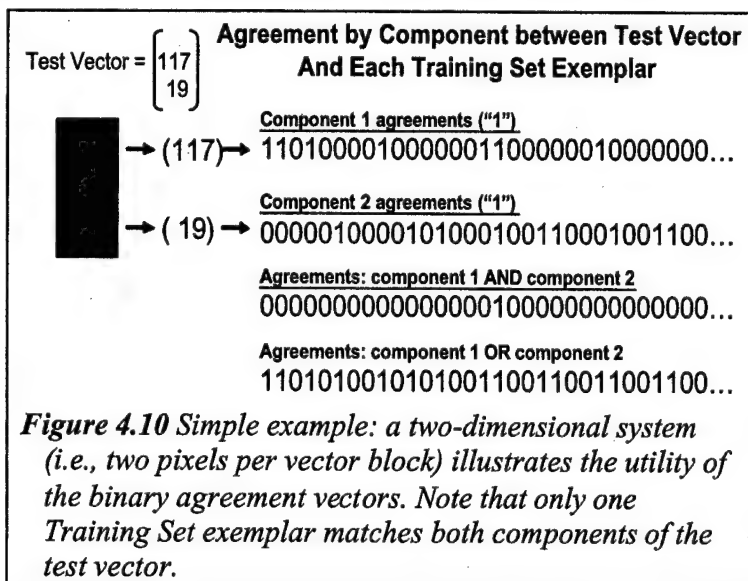 Agreement by Component between Test Vector
And Each Training Set Exemplar
Test Vector = (117
19)
Component 1 agreements ("1")
→ (117) → 1101000010000001100000010000000...
Component 2 agreements ("1")
→ ( 19) → 0000010000101000100110001001100...
Agreements: component 1 AND component 2
0000000000000000100000000000000...
Agreements: component 1 OR component 2
1101010010101001100110011001100...
Figure 4.10 Simple example: a two-dimensional system
(i.e., two pixels per vector block) illustrates the utility of
the binary agreement vectors. Note that only one
Training Set exemplar matches both components of the
test vector.